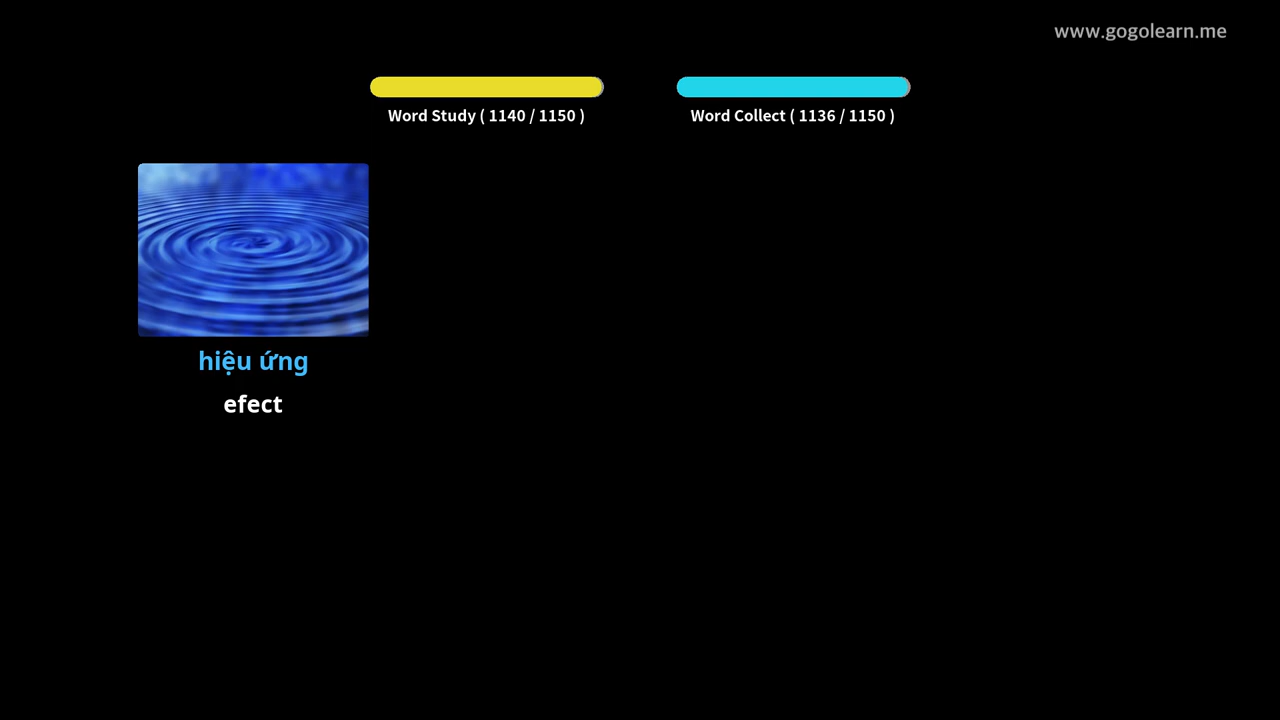 www.gogolearn.me
Word Study ( 1140 / 1150 )
Word Collect ( 1136 / 1150 )
hiệu ứng
efect